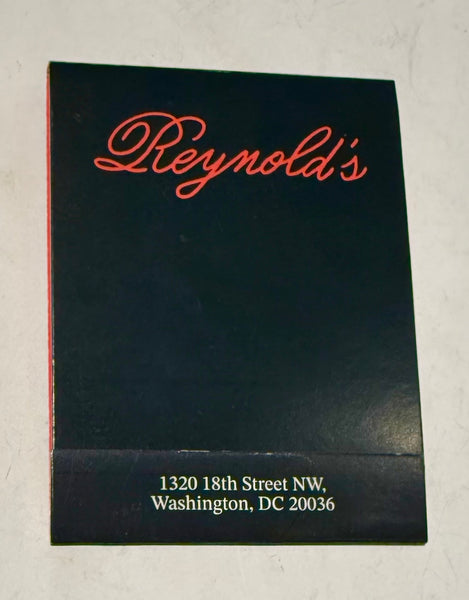 Reynold's
1320 18th Street NW,
Washington, DC 20036